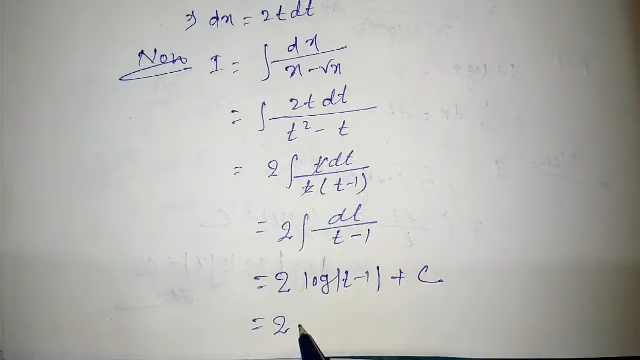 ⇒ dx = 2t dt
Now I = ∫ dx / x - √x
= ∫ 2t dt / t² - t
= 2 ∫ t dt / t(t-1)
= 2 ∫ dt / t-1
= 2 log|t-1| + C
= 2